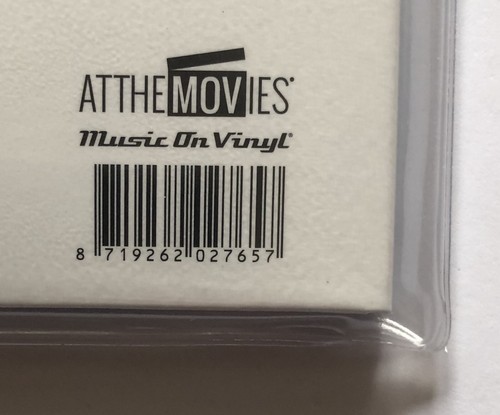 ATTHEMOVIES®
Music On Vinyl®
8 719262 027657